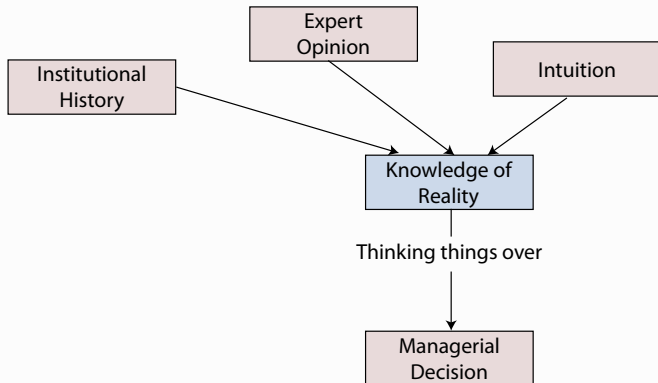 Expert
Opinion
Institutional
History
Intuition
Knowledge of
Reality
Thinking things over
Managerial
Decision